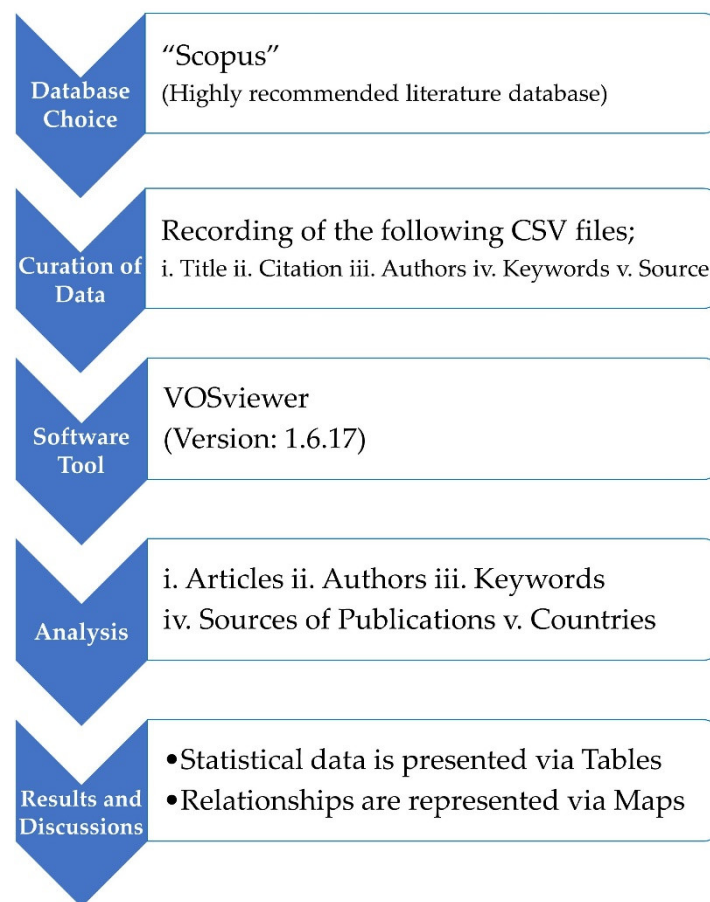 Database
Choice
“Scopus”
(Highly recommended literature database)
Curation of
Data
Recording of the following CSV files;
i. Title ii. Citation iii. Authors iv. Keywords v. Source
Software
Tool
VOSviewer
(Version: 1.6.17)
Analysis
i. Articles ii. Authors iii. Keywords
iv. Sources of Publications v. Countries
Results and
Discussions
•Statistical data is presented via Tables
•Relationships are represented via Maps